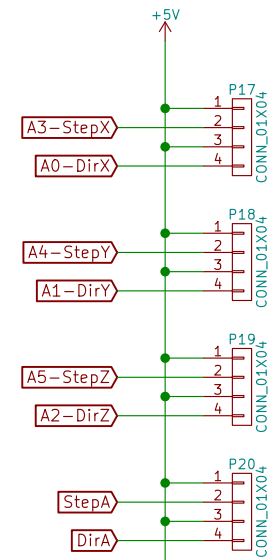 +5V
P17
1
A3-StepX 2
3
A0-DirX 4
CONN_01X04
P18
1
A4-StepY 2
3
A1-DirY 4
CONN_01X04
P19
1
A5-StepZ 2
3
A2-DirZ 4
CONN_01X04
P20
1
StepA 2
3
DirA 4
CONN_01X04